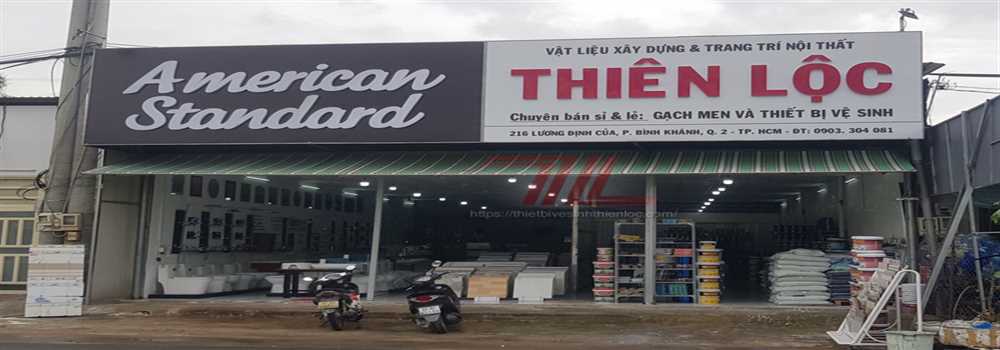 American
Standard
VẬT LIỆU XÂY DỰNG & TRANG TRÍ NỘI THẤT
THIÊN LỘC
Chuyên bán sỉ & lẻ: GẠCH MEN VÀ THIẾT BỊ VỆ SINH
216 LƯƠNG ĐỊNH CỦA, P. BÌNH KHÁNH, Q. 2 - TP. HCM - ĐT: 0903. 304 081
https://thietbivesinhthienloc.com/